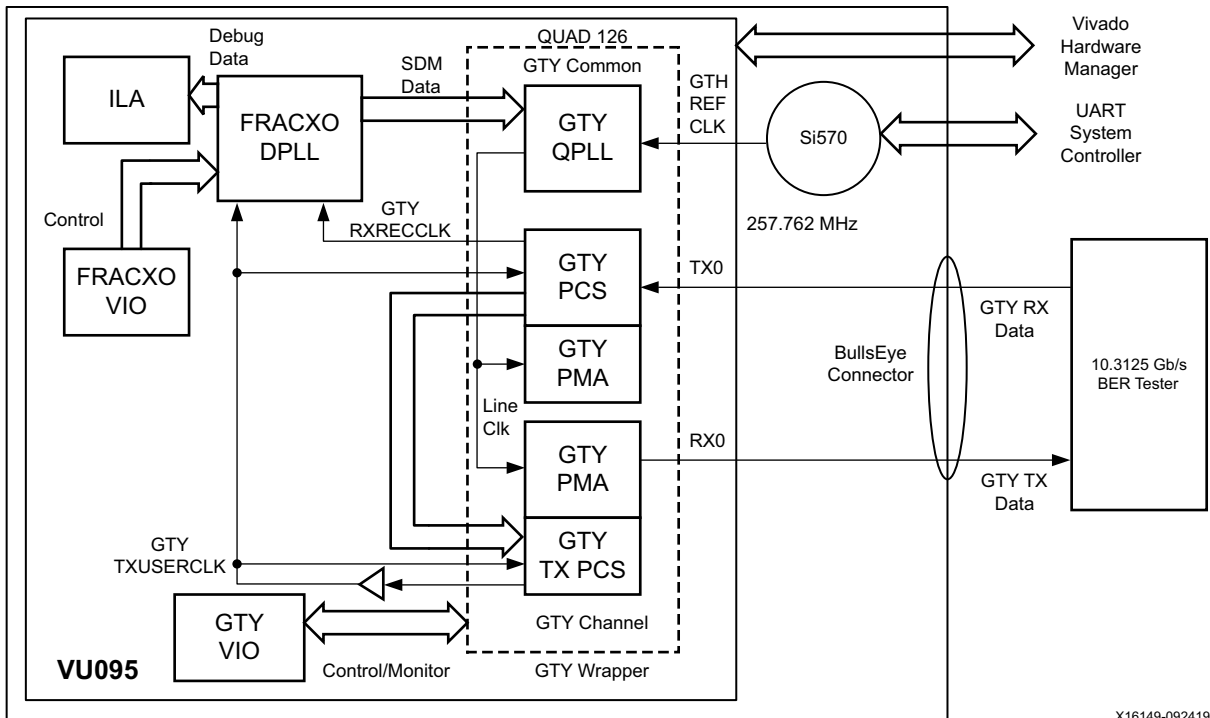 Debug
Data
ILA
FRACXO
DPLL
SDM
Data
QUAD 126
GTY Common
GTY
QPLL
GTH
REF
CLK
Si570
257.762 MHz
Vivado
Hardware
Manager
UART
System
Controller
Control
FRACXO
VIO
GTY
RXRECCLK
GTY
PCS
GTY
PMA
Line
Clk
GTY
PMA
GTY
TX PCS
TX0
RX0
GTY RX
Data
BullsEye
Connector
10.3125 Gb/s
BER Tester
GTY TX
Data
GTY
TXUSERCLK
GTY
VIO
Control/Monitor
GTY Channel
GTY Wrapper
VU095
X16149-092419